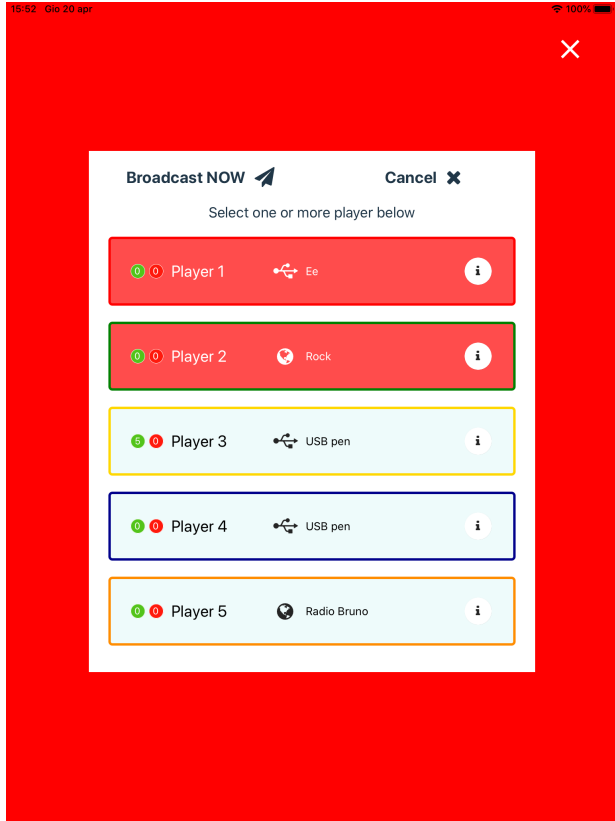 15:52 Gio 20 apr 100%
Broadcast NOW Cancel
Select one or more player below
0 0 Player 1 Ee i
0 0 Player 2 Rock i
5 0 Player 3 USB pen i
0 0 Player 4 USB pen i
0 0 Player 5 Radio Bruno i